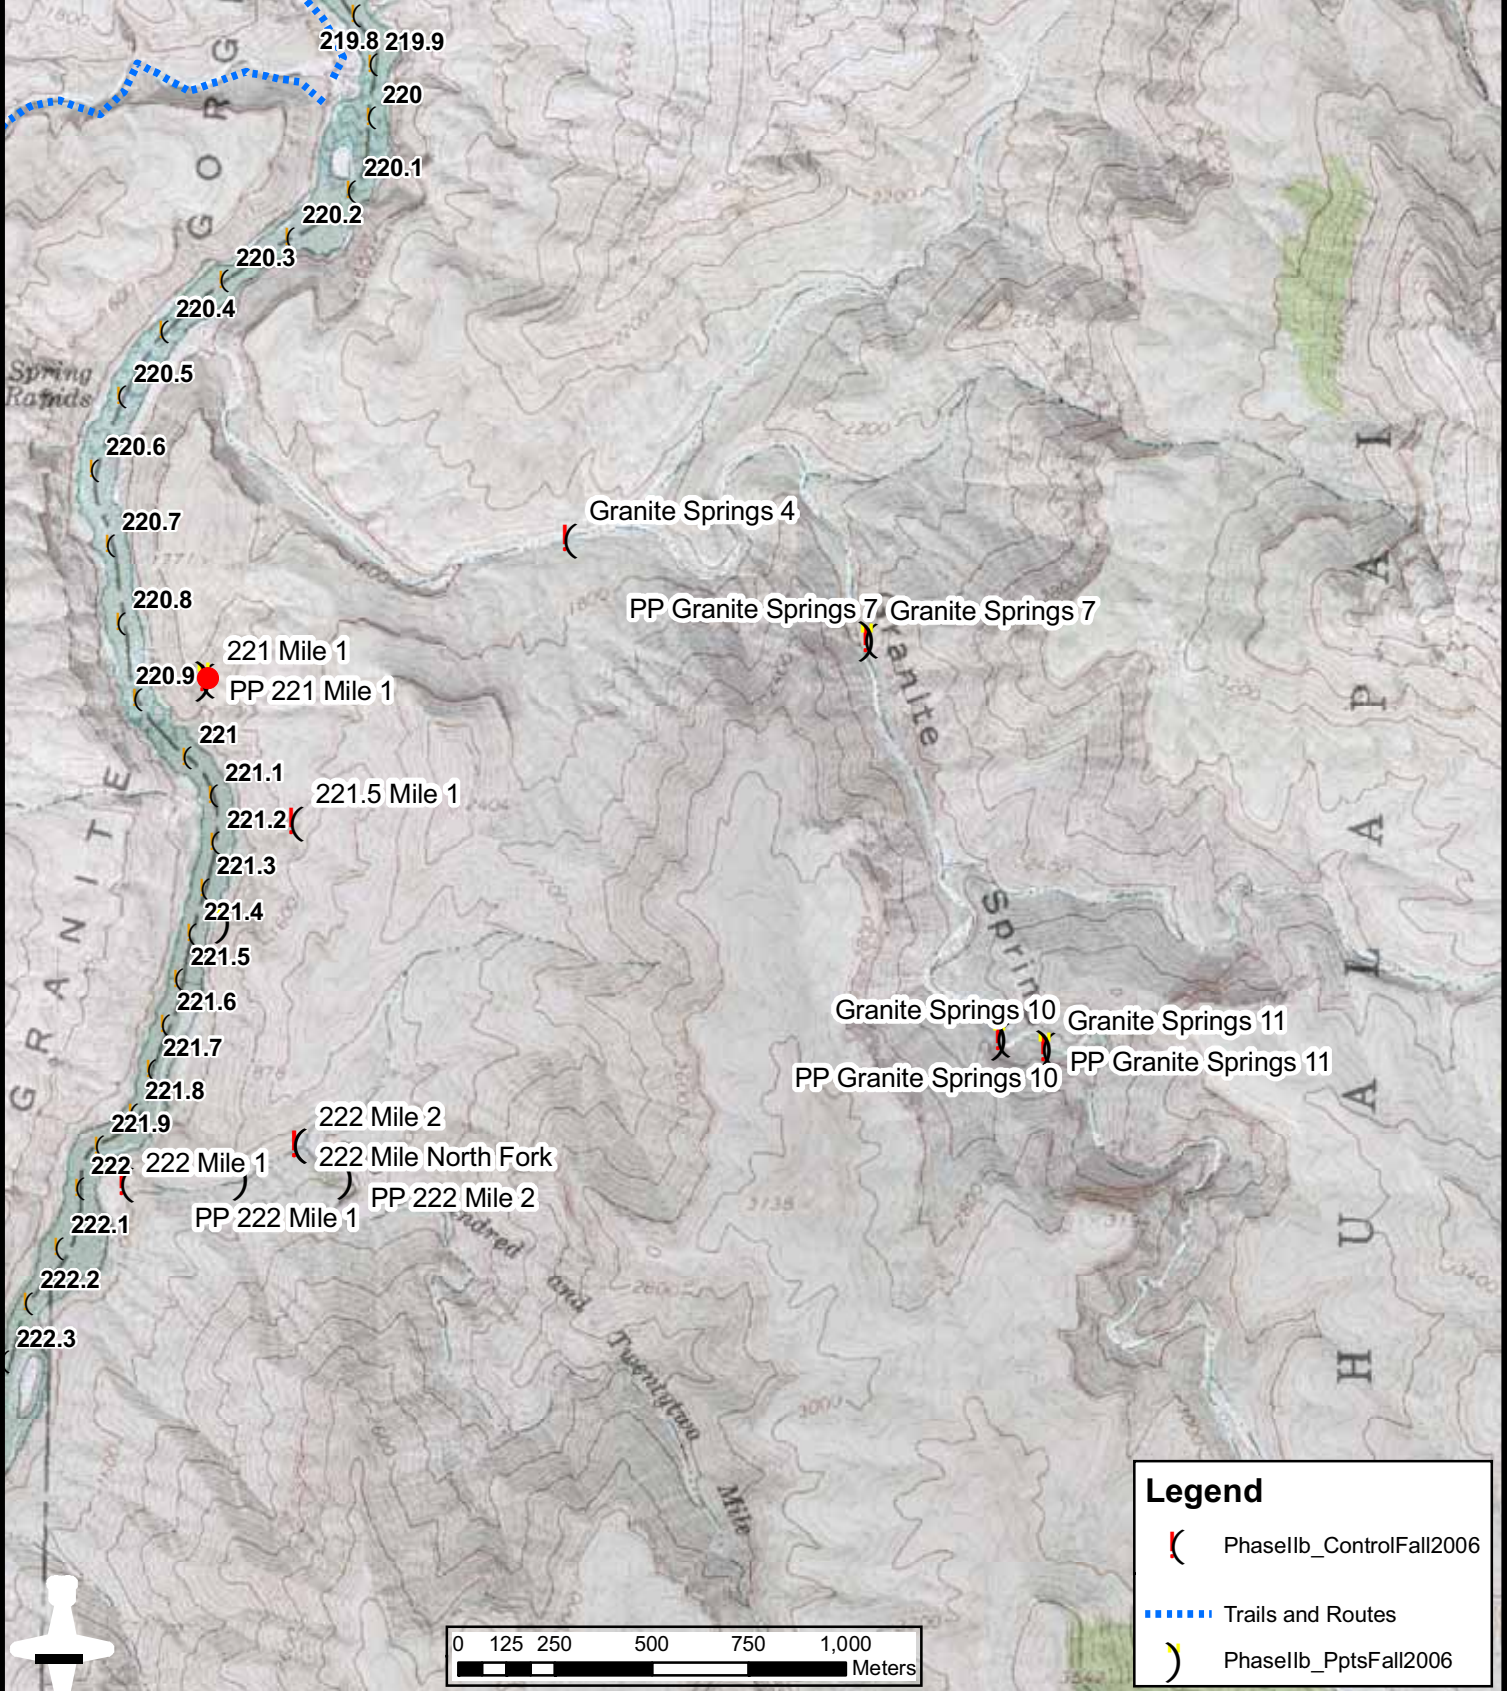 219.8 219.9
220
220.1
220.2
220.3
220.4
Spring
Rapids
220.5
220.6
220.7
220.8
220.9
221
221.1
221.2
221.3
221.4
221.5
221.6
221.7
221.8
221.9
222
222.1
222.2
222.3
Granite Springs 4
PP Granite Springs 7
Granite Springs 7
221 Mile 1
PP 221 Mile 1
221.5 Mile 1
Granite Springs 10
PP Granite Springs 10
Granite Springs 11
PP Granite Springs 11
222 Mile 2
222 Mile North Fork
222 Mile 1
PP 222 Mile 1
PP 222 Mile 2
GORG
GRANITE
HUALAPAI
and
Twentytwo
Mile
2200
3135
2600
3000
3400
Legend
PhaseIIb_ControlFall2006
Trails and Routes
PhaseIIb_PptsFall2006
0 125 250 500 750 1,000
Meters